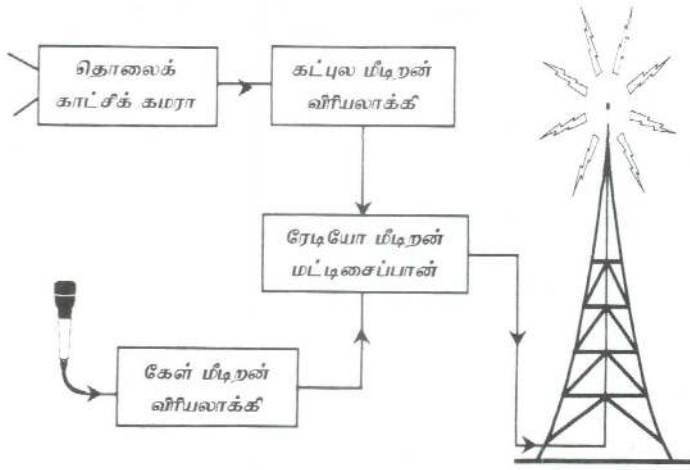 தொலைக்
காட்சிக் கமரா
கட்புல மீடிறன்
விரியலாக்கி
ரேடியோ மீடிறன்
மட்டிசைப்பான்
கேள் மீடிறன்
விரியலாக்கி